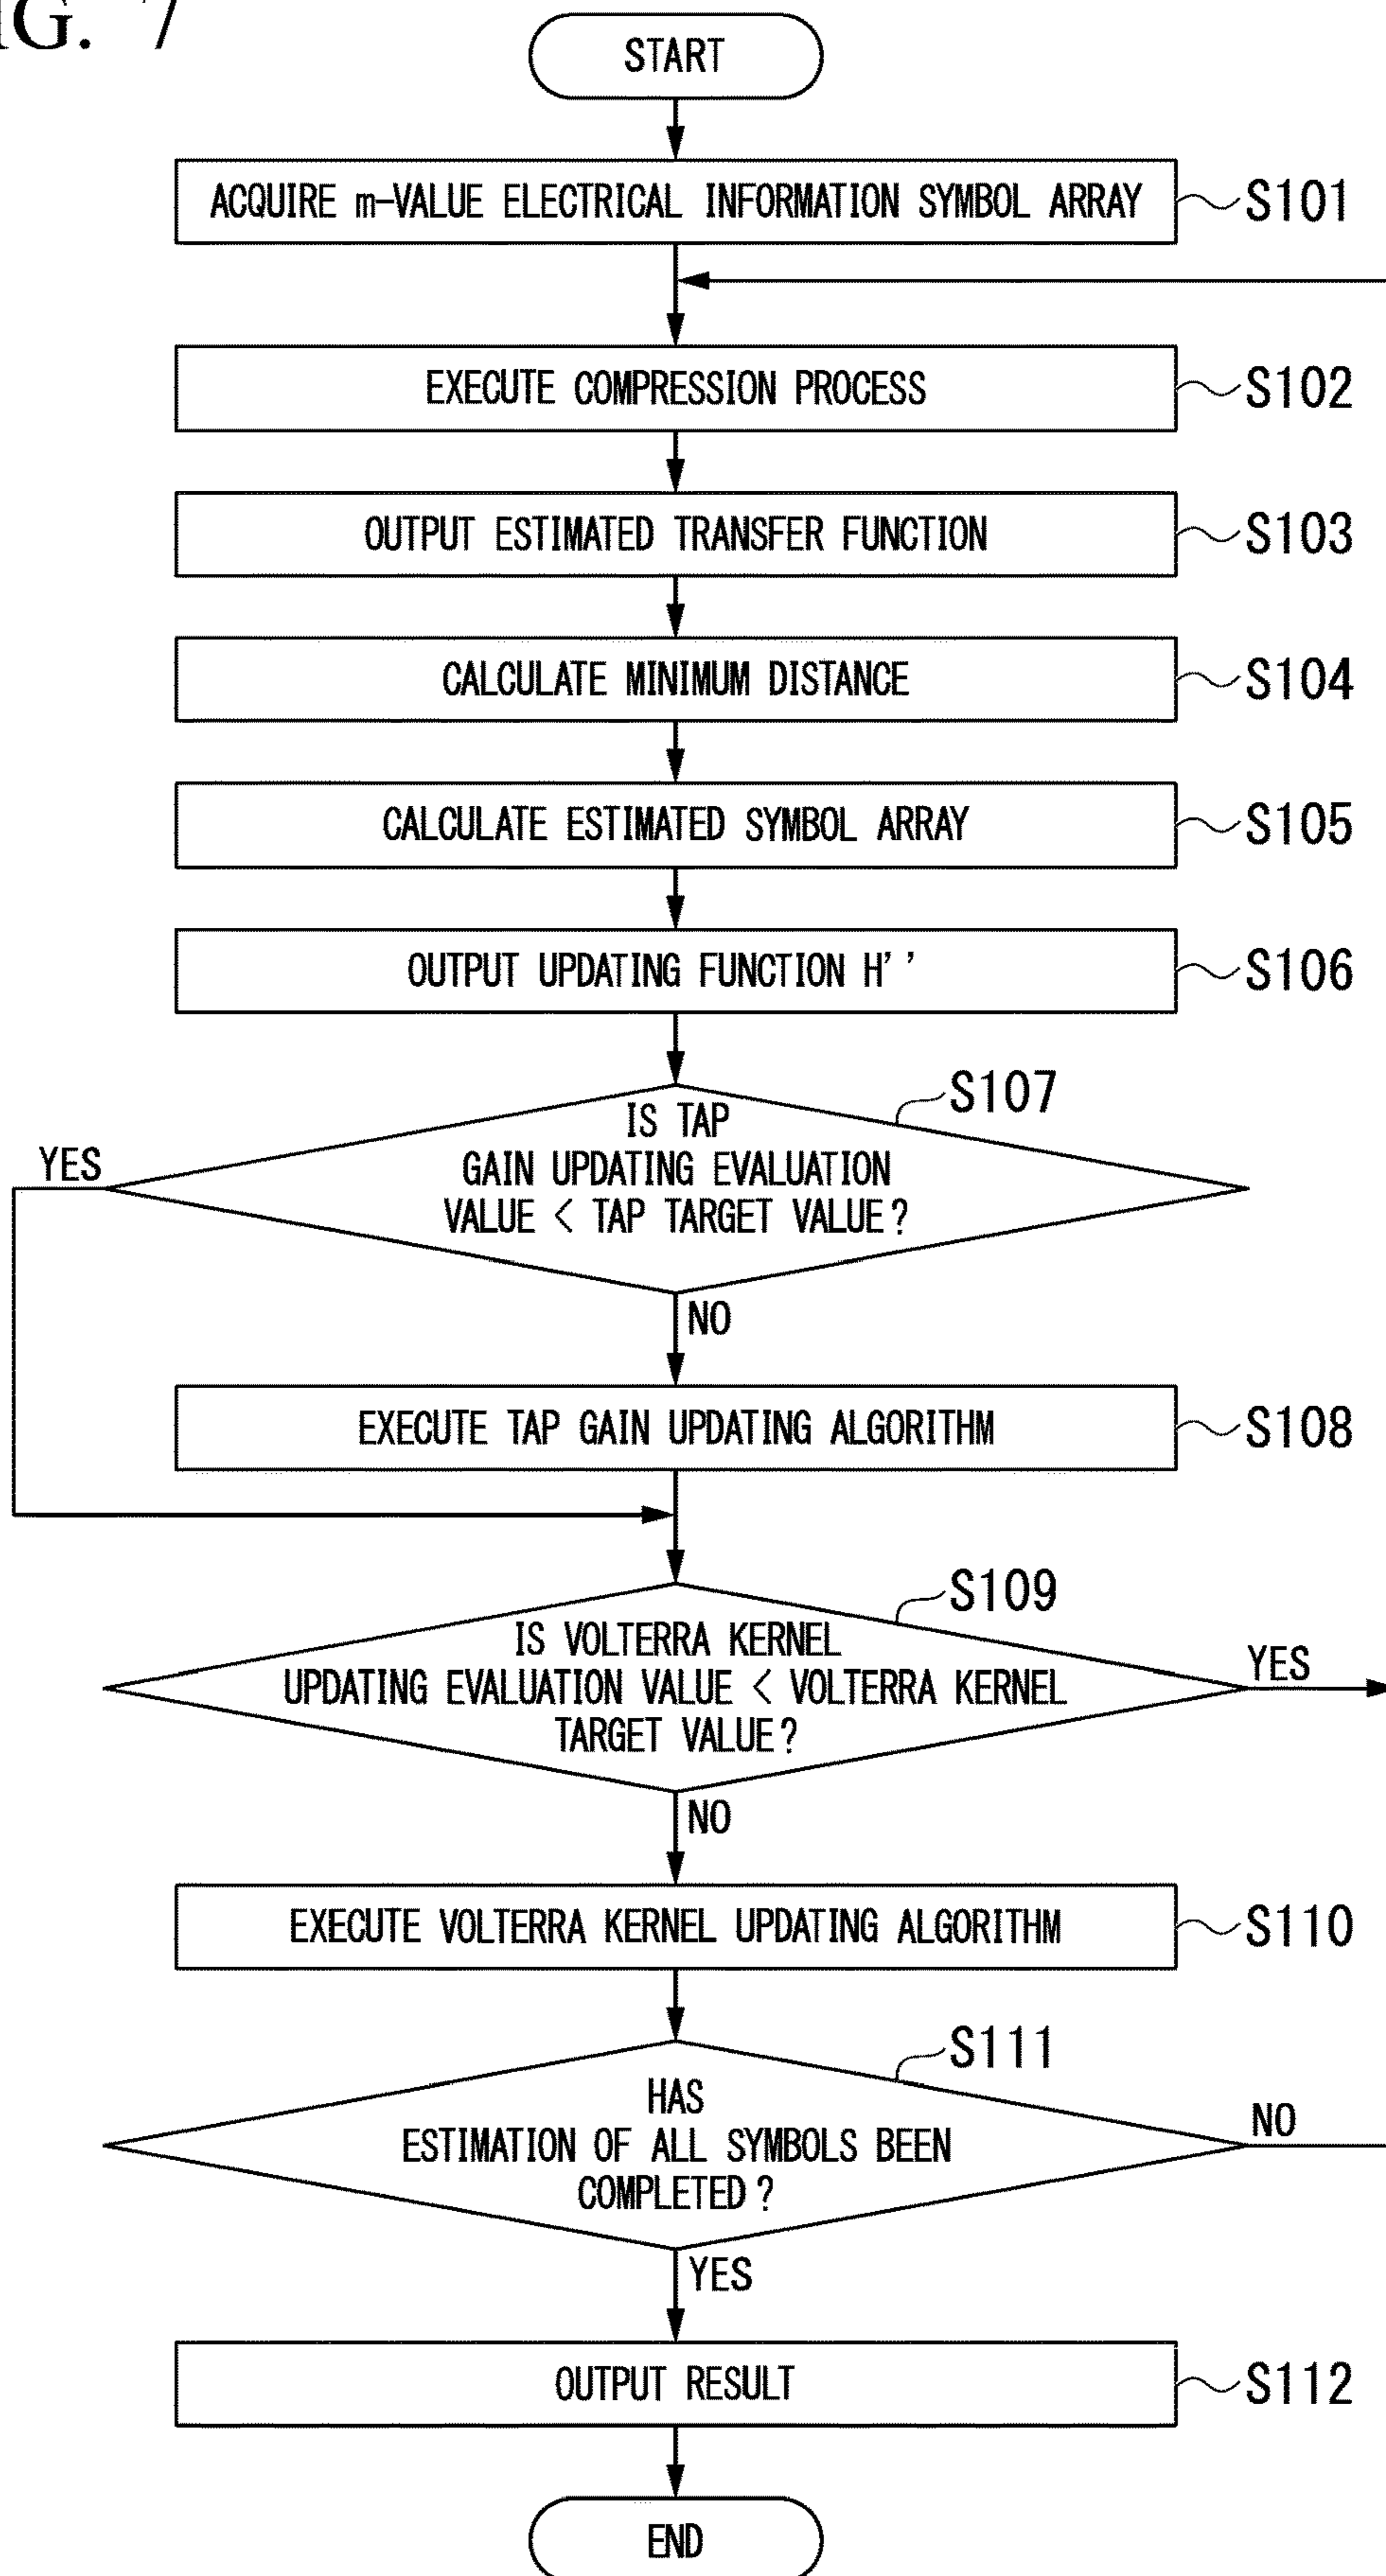 FIG. 7
START
ACQUIRE m-VALUE ELECTRICAL INFORMATION SYMBOL ARRAY
S101
EXECUTE COMPRESSION PROCESS
S102
OUTPUT ESTIMATED TRANSFER FUNCTION
S103
CALCULATE MINIMUM DISTANCE
S104
CALCULATE ESTIMATED SYMBOL ARRAY
S105
OUTPUT UPDATING FUNCTION H''
S106
S107
IS TAP
GAIN UPDATING EVALUATION
VALUE < TAP TARGET VALUE?
YES
NO
EXECUTE TAP GAIN UPDATING ALGORITHM
S108
S109
IS VOLTERRA KERNEL
UPDATING EVALUATION VALUE < VOLTERRA KERNEL
TARGET VALUE?
YES
NO
EXECUTE VOLTERRA KERNEL UPDATING ALGORITHM
S110
S111
HAS
ESTIMATION OF ALL SYMBOLS BEEN
COMPLETED?
NO
YES
OUTPUT RESULT
S112
END